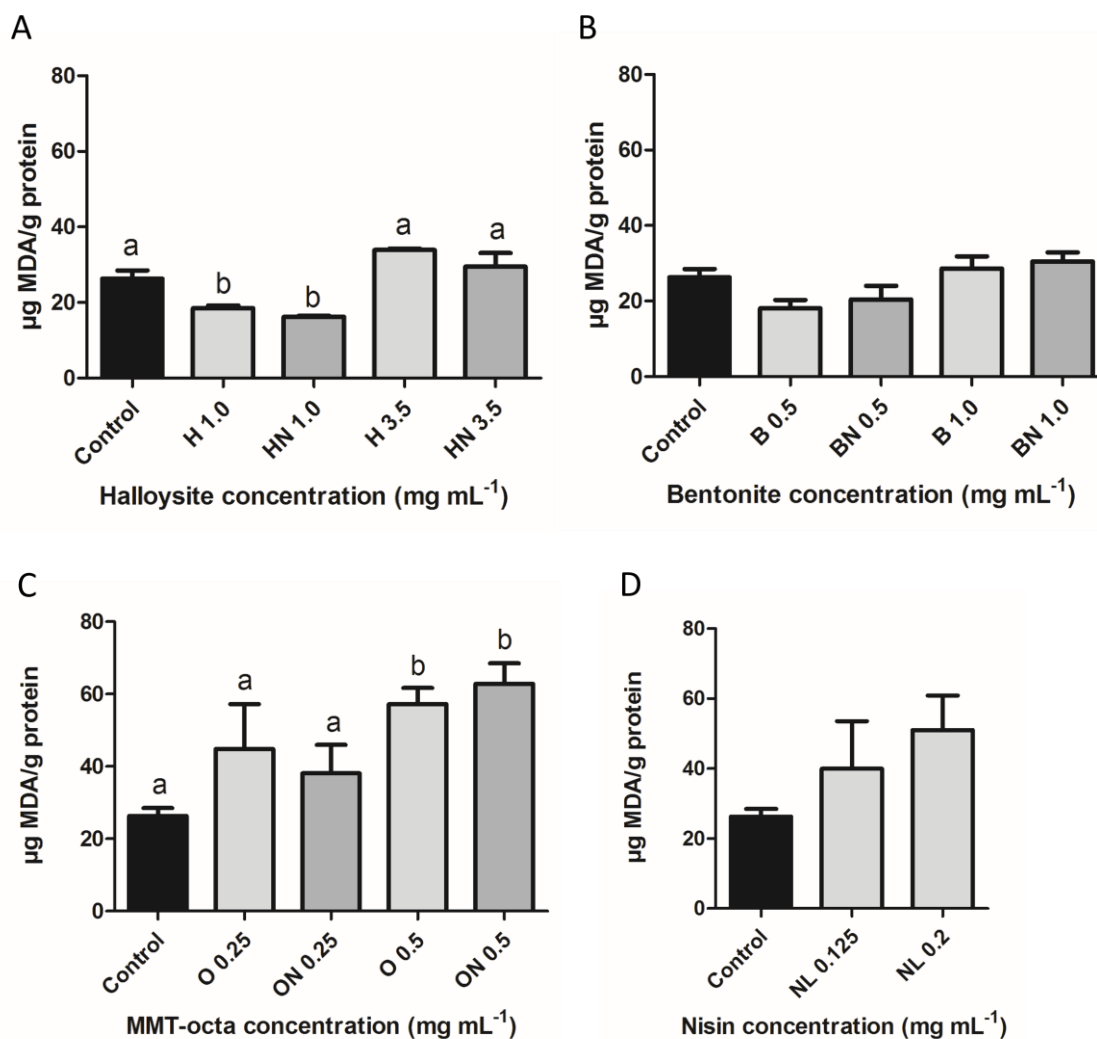 A
µg MDA/g protein
80
60
40
20
0
a
b
b
a
a
Control
H 1.0
HN 1.0
H 3.5
HN 3.5
Halloysite concentration (mg mL⁻¹)
B
µg MDA/g protein
80
60
40
20
0
Control
B 0.5
BN 0.5
B 1.0
BN 1.0
Bentonite concentration (mg mL⁻¹)
C
µg MDA/g protein
80
60
40
20
0
a
a
a
b
b
Control
O 0.25
ON 0.25
O 0.5
ON 0.5
MMT-octa concentration (mg mL⁻¹)
D
µg MDA/g protein
80
60
40
20
0
Control
NL 0.125
NL 0.2
Nisin concentration (mg mL⁻¹)